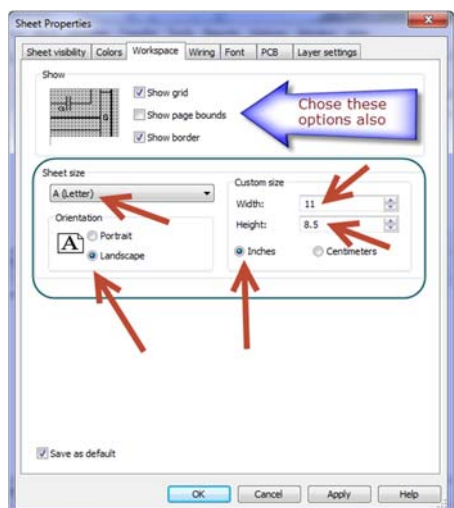 Sheet Properties
Sheet visibility Colors Workspace Wiring Font PCB Layer settings
Show
Show grid
Show page bounds
Show border
Chose these
options also
Sheet size
A (Letter)
Orientation
A
Portrait
Landscape
Custom size
Width: 11
Height: 8.5
Inches Centimeters
Save as default
OK Cancel Apply Help